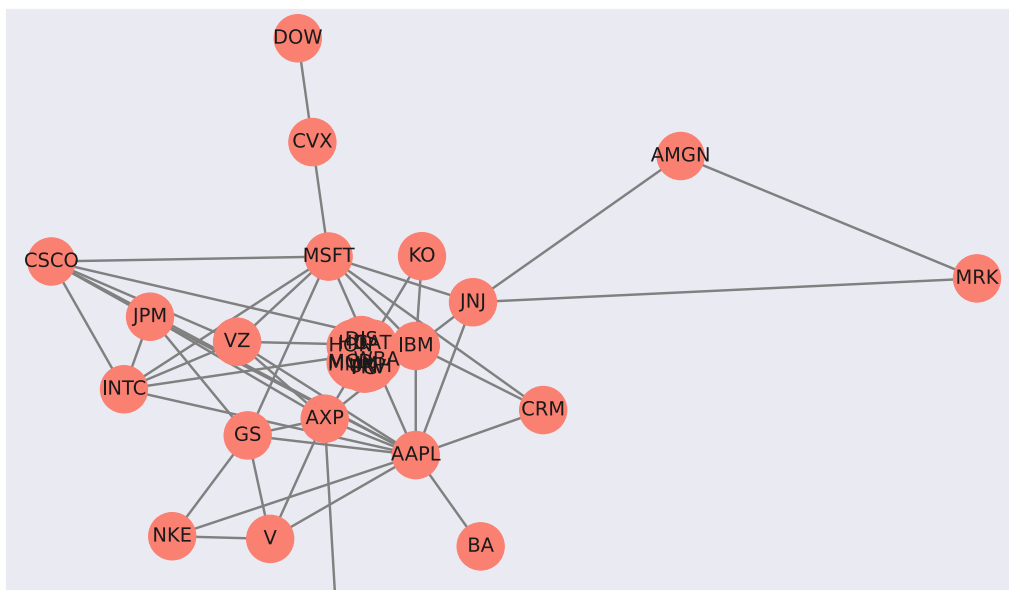 DOW
CVX
AMGN
CSCO
MSFT
KO
MRK
JNJ
JPM
VZ
IBM
INTC
CRM
AXP
GS
AAPL
NKE
V
BA